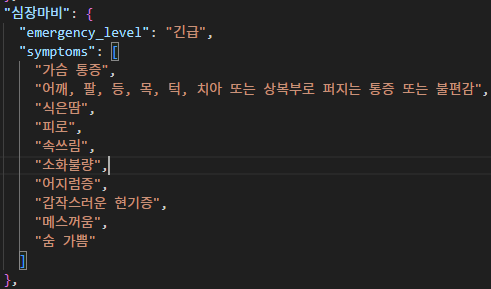 "심장마비": {
"emergency_level": "긴급",
"symptoms": [
"가슴 통증",
"어깨, 팔, 등, 목, 턱, 치아 또는 상복부로 퍼지는 통증 또는 불편감",
"식은땀",
"피로",
"속쓰림",
"소화불량",
"어지럼증",
"갑작스러운 현기증",
"메스꺼움",
"숨 가쁨"
]
},